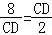 8/CD = CD/2